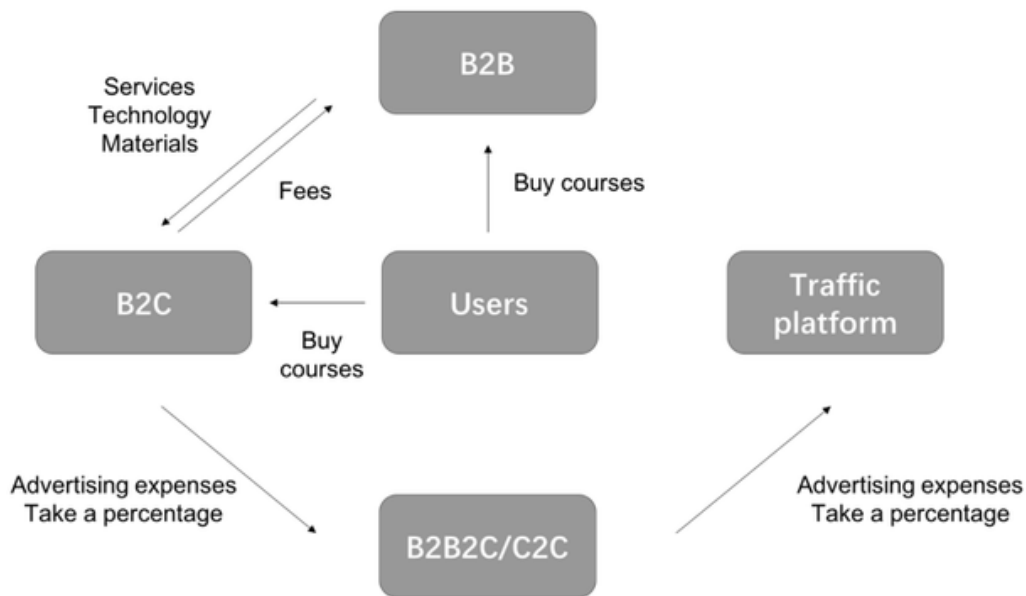 B2B
Services
Technology
Materials
Fees
Buy courses
B2C
Users
Traffic
platform
Buy
courses
Advertising expenses
Take a percentage
B2B2C/C2C
Advertising expenses
Take a percentage